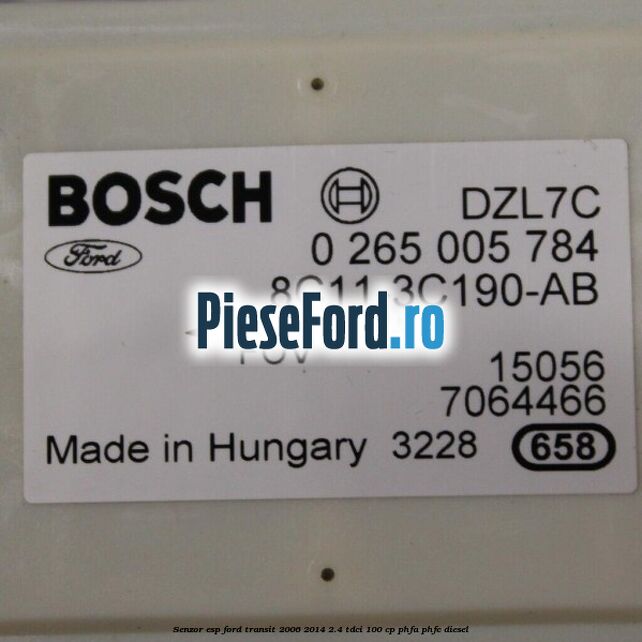 BOSCH DZL7C
Ford 0 265 005 784
8C11-3C190-AB
PieseFord.ro
15056
7064466
Made in Hungary 3228 658
Senzor esp ford transit 2006 2014 2.4 tdci 100 cp phfa phfc diesel